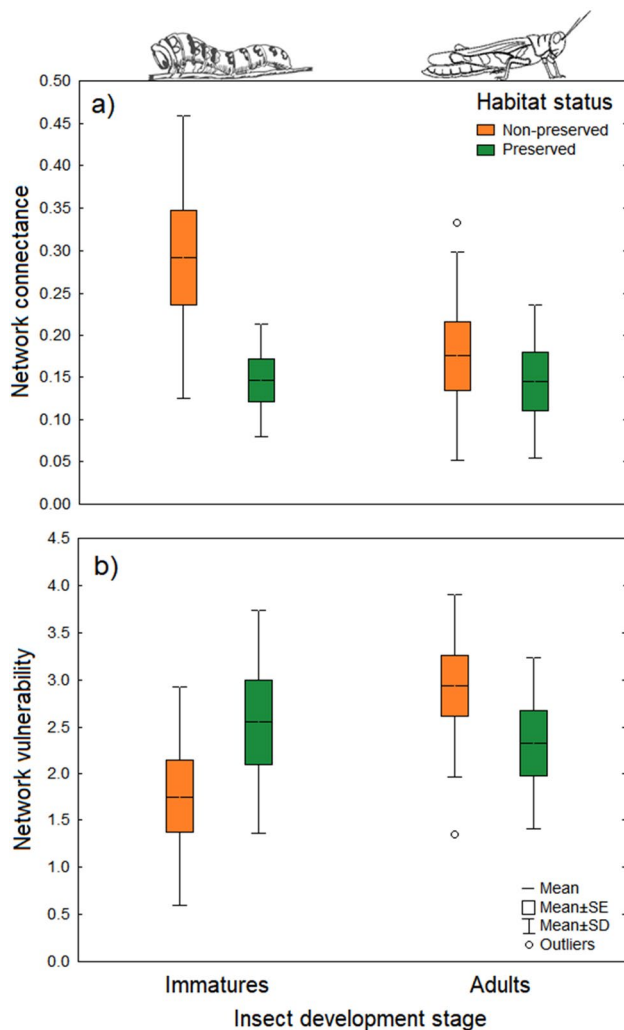 a)
Habitat status
Non-preserved
Preserved
Network connectance
0.50
0.45
0.40
0.35
0.30
0.25
0.20
0.15
0.10
0.05
0.00
b)
Network vulnerability
4.5
4.0
3.5
3.0
2.5
2.0
1.5
1.0
0.5
0.0
Mean
Mean±SE
Mean±SD
Outliers
Immatures Adults
Insect development stage